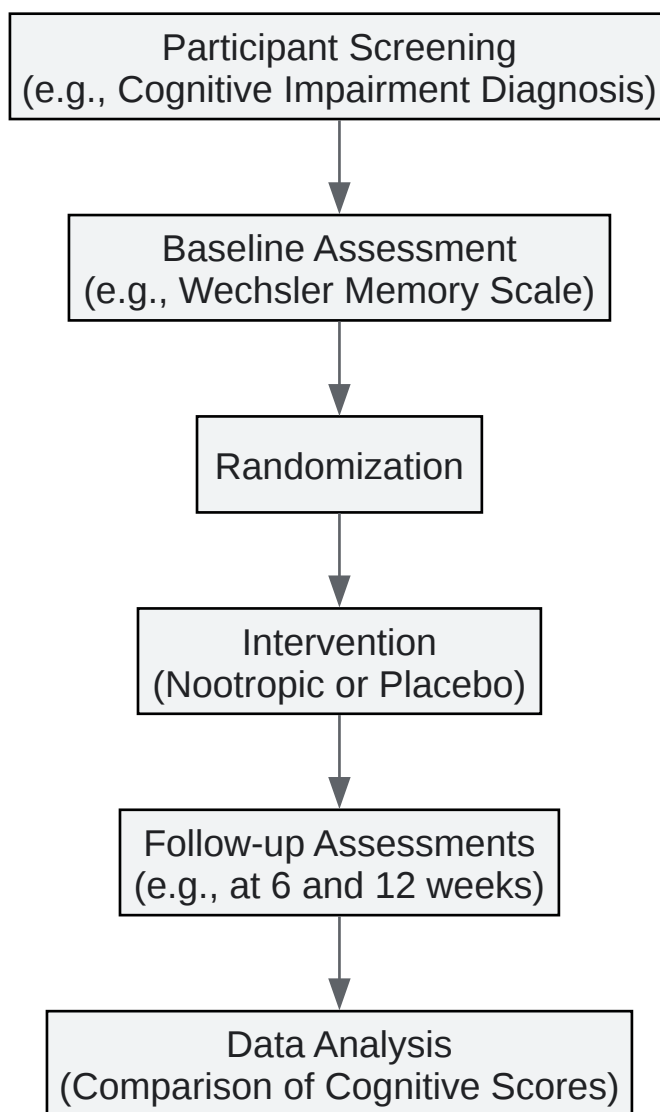 Participant Screening
(e.g., Cognitive Impairment Diagnosis)
Baseline Assessment
(e.g., Wechsler Memory Scale)
Randomization
Intervention
(Nootropic or Placebo)
Follow-up Assessments
(e.g., at 6 and 12 weeks)
Data Analysis
(Comparison of Cognitive Scores)